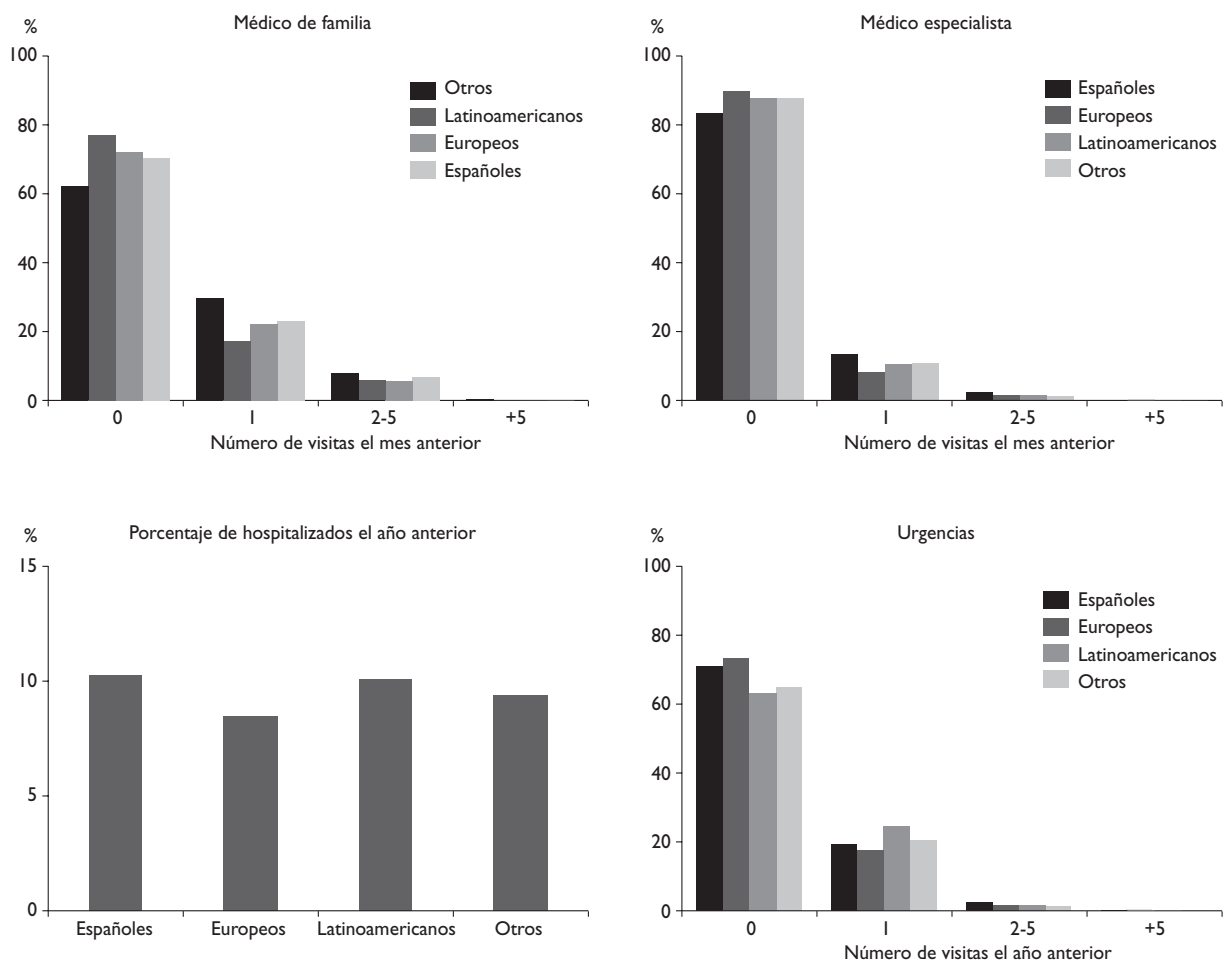 Médico de familia
%
100
80
60
40
20
0
Otros
Latinoamericanos
Europeos
Españoles
0 1 2-5 +5
Número de visitas el mes anterior
Médico especialista
%
100
80
60
40
20
0
Españoles
Europeos
Latinoamericanos
Otros
0 1 2-5 +5
Número de visitas el mes anterior
Porcentaje de hospitalizados el año anterior
%
15
10
5
0
Españoles Europeos Latinoamericanos Otros
Urgencias
%
100
80
60
40
20
0
Españoles
Europeos
Latinoamericanos
Otros
0 1 2-5 +5
Número de visitas el año anterior